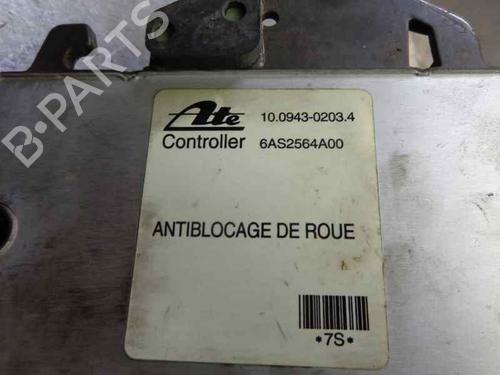 Ate 10.0943-0203.4
Controller 6AS2564A00
ANTIBLOCAGE DE ROUE
*7S*
B-PARTS